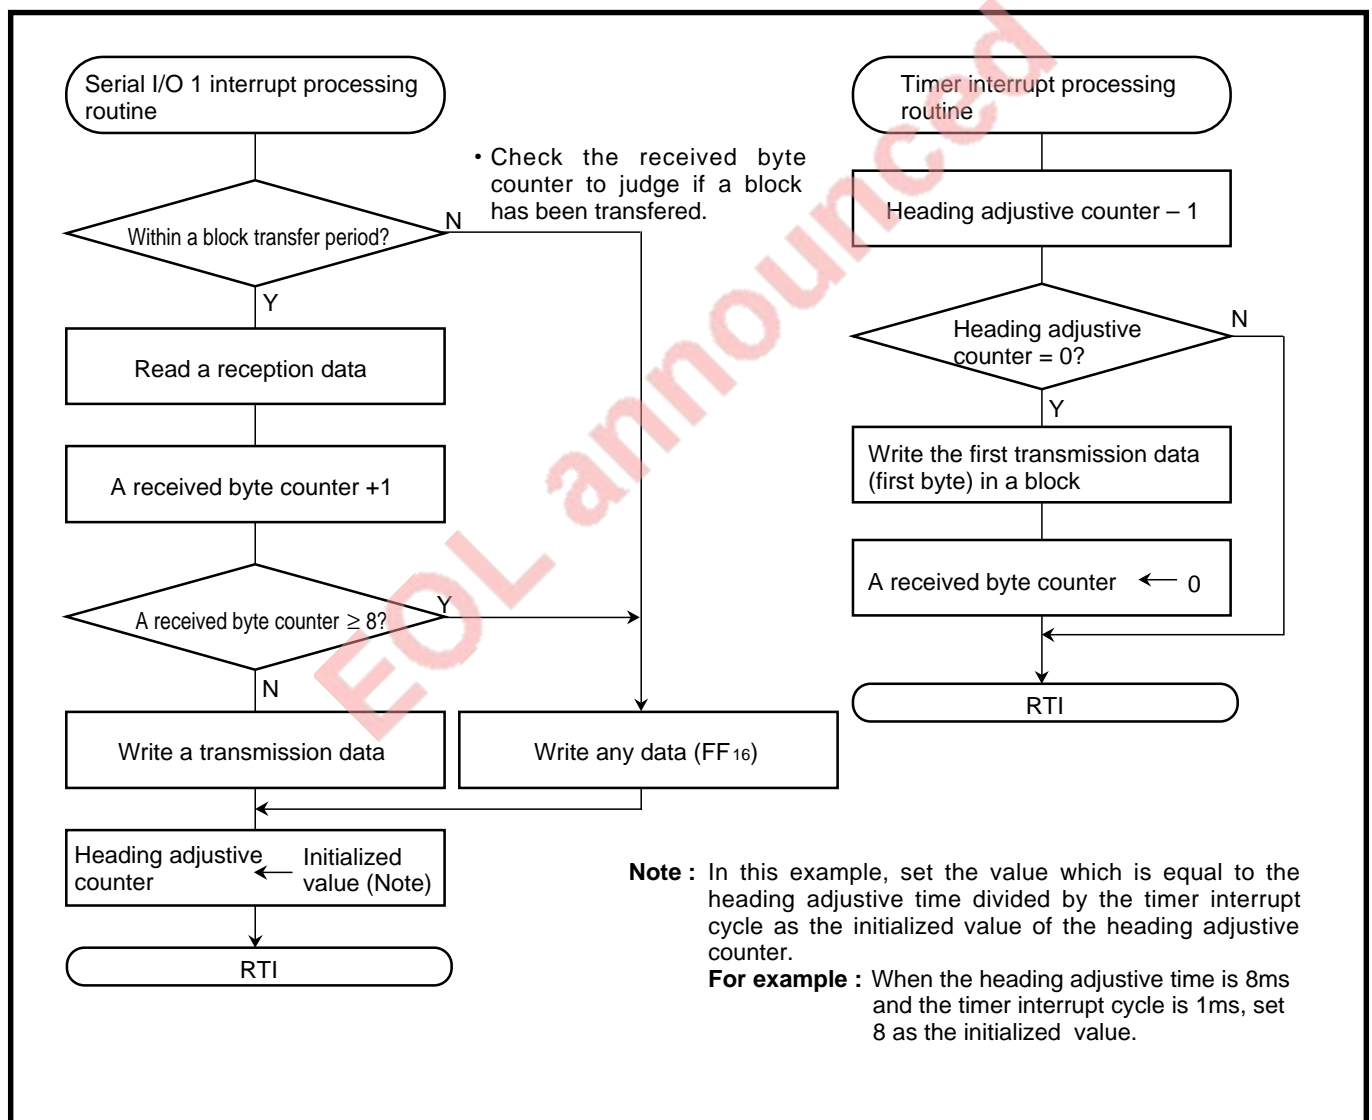 Serial I/O 1 interrupt processing
routine
• Check the received byte
counter to judge if a block
has been transfered.
Within a block transfer period?
N
Y
Read a reception data
A received byte counter +1
A received byte counter ≥ 8?
Y
N
Write a transmission data
Write any data (FF16)
Heading adjustive
counter
Initialized
value (Note)
RTI
Timer interrupt processing
routine
Heading adjustive counter – 1
Heading adjustive
counter = 0?
N
Y
Write the first transmission data
(first byte) in a block
A received byte counter ← 0
RTI
Note : In this example, set the value which is equal to the
heading adjustive time divided by the timer interrupt
cycle as the initialized value of the heading adjustive
counter.
For example : When the heading adjustive time is 8ms
and the timer interrupt cycle is 1ms, set
8 as the initialized value.
EOL announced